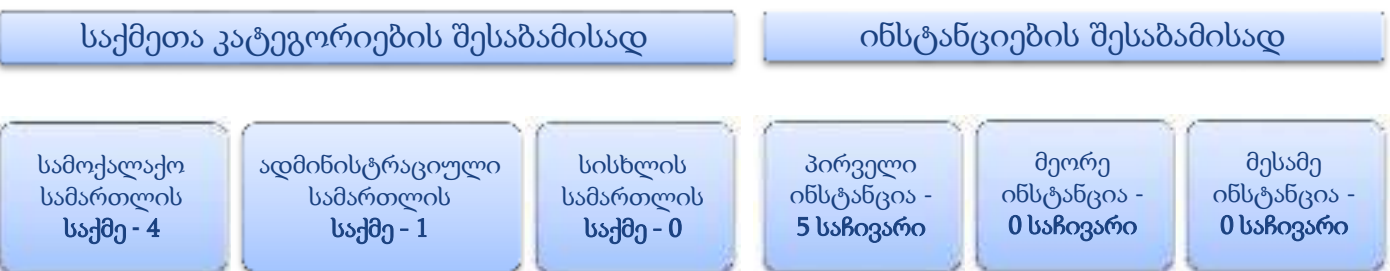 საქმეთა კატეგორიების შესაბამისად
ინსტანციების შესაბამისად
სამოქალაქო
სამართლის
საქმე - 4
ადმინისტრაციული
სამართლის
საქმე - 1
სისხლის
სამართლის
საქმე - 0
პირველი
ინსტანცია -
5 საჩივარი
მეორე
ინსტანცია -
0 საჩივარი
მესამე
ინსტანცია -
0 საჩივარი